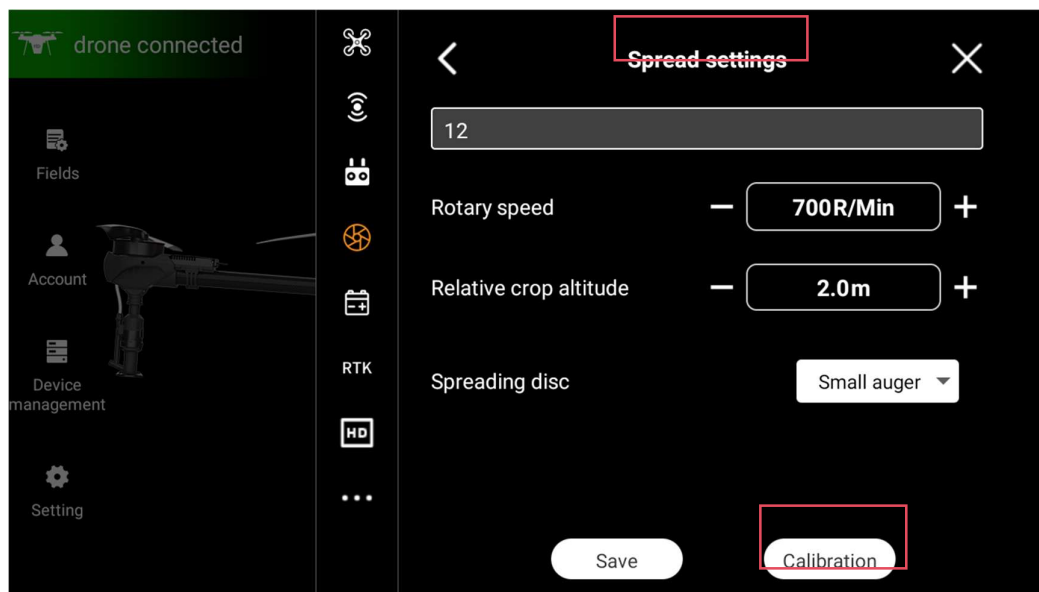 drone connected
Fields
Account
Device
management
Setting
RTK
HD
Spread settings
12
Rotary speed
700R/Min
Relative crop altitude
2.0m
Spreading disc
Small auger
Save
Calibration